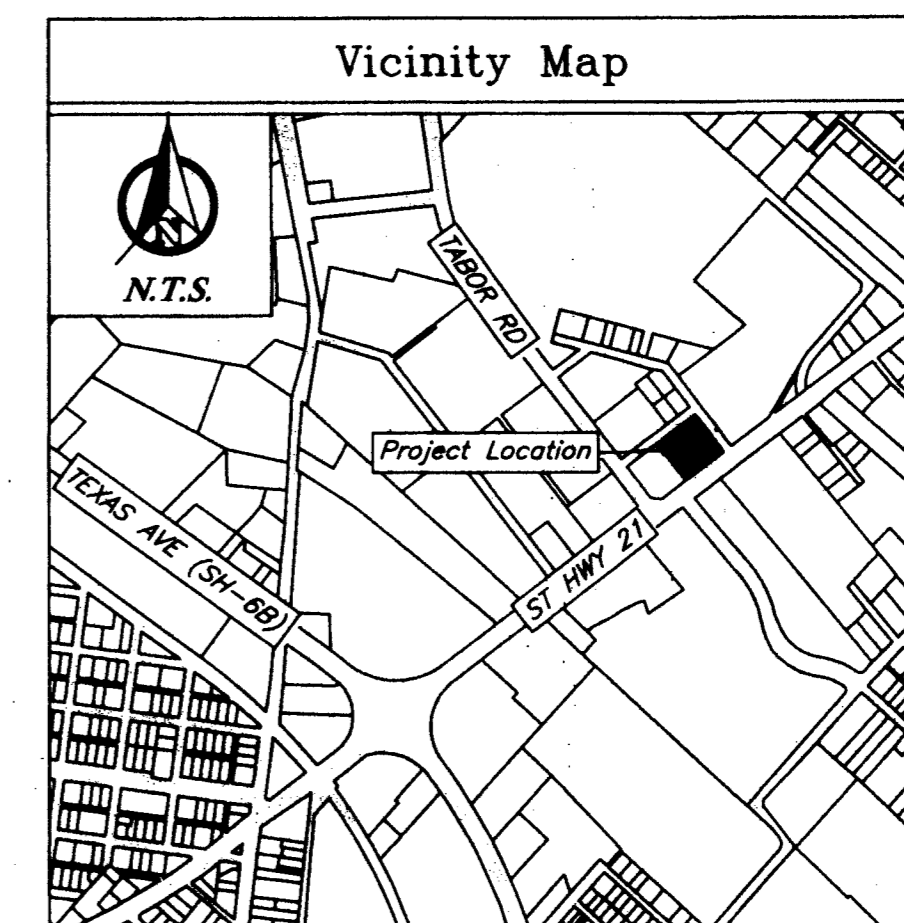 Vicinity Map
N
N.T.S.
TABOR RD
Project Location
TEXAS AVE (SH-6B)
ST HWY 21